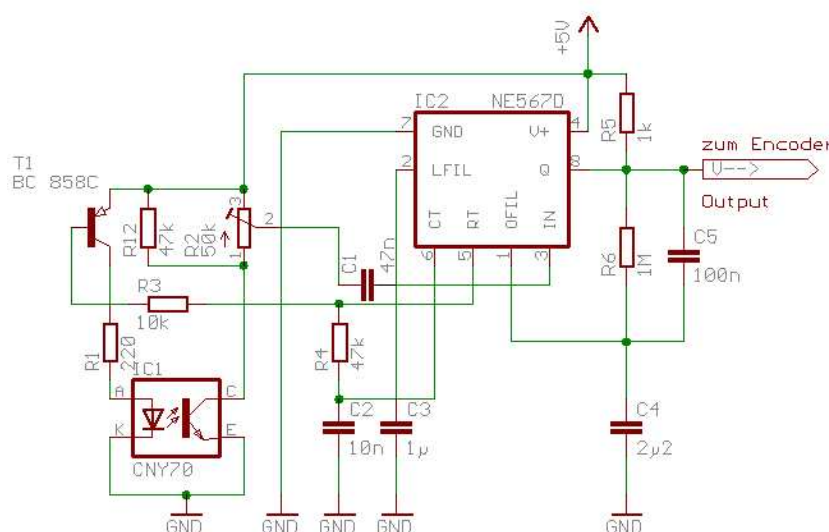 +5V
IC2 NE567D
7 GND V+ 4
2 LFIL Q 8
CT RT OFIL IN
6 5 1 3
R5
1k
zum Encoder
V-->
Output
T1
BC 858C
R12
47k
R2
50k
3
2
1
C1
47n
R6
1M
C5
100n
R3
10k
R4
47k
R1
220
IC1
A C
K E
CNY70
C2
10n
C3
1µ
C4
2µ2
GND GND GND GND GND